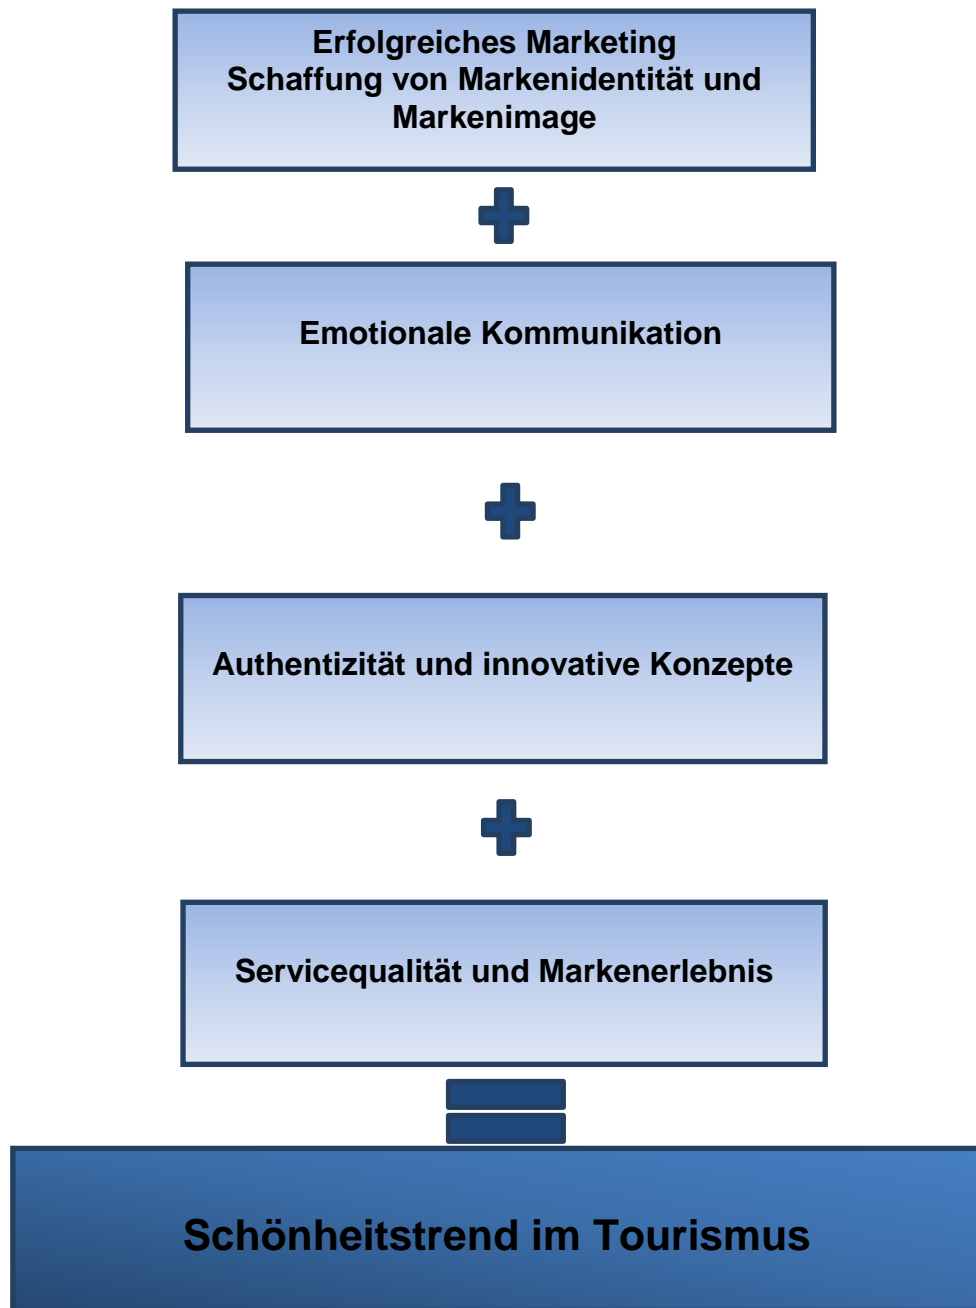 Erfolgreiches Marketing
Schaffung von Markenidentität und
Markenimage
Emotionale Kommunikation
Authentizität und innovative Konzepte
Servicequalität und Markenerlebnis
Schönheitstrend im Tourismus